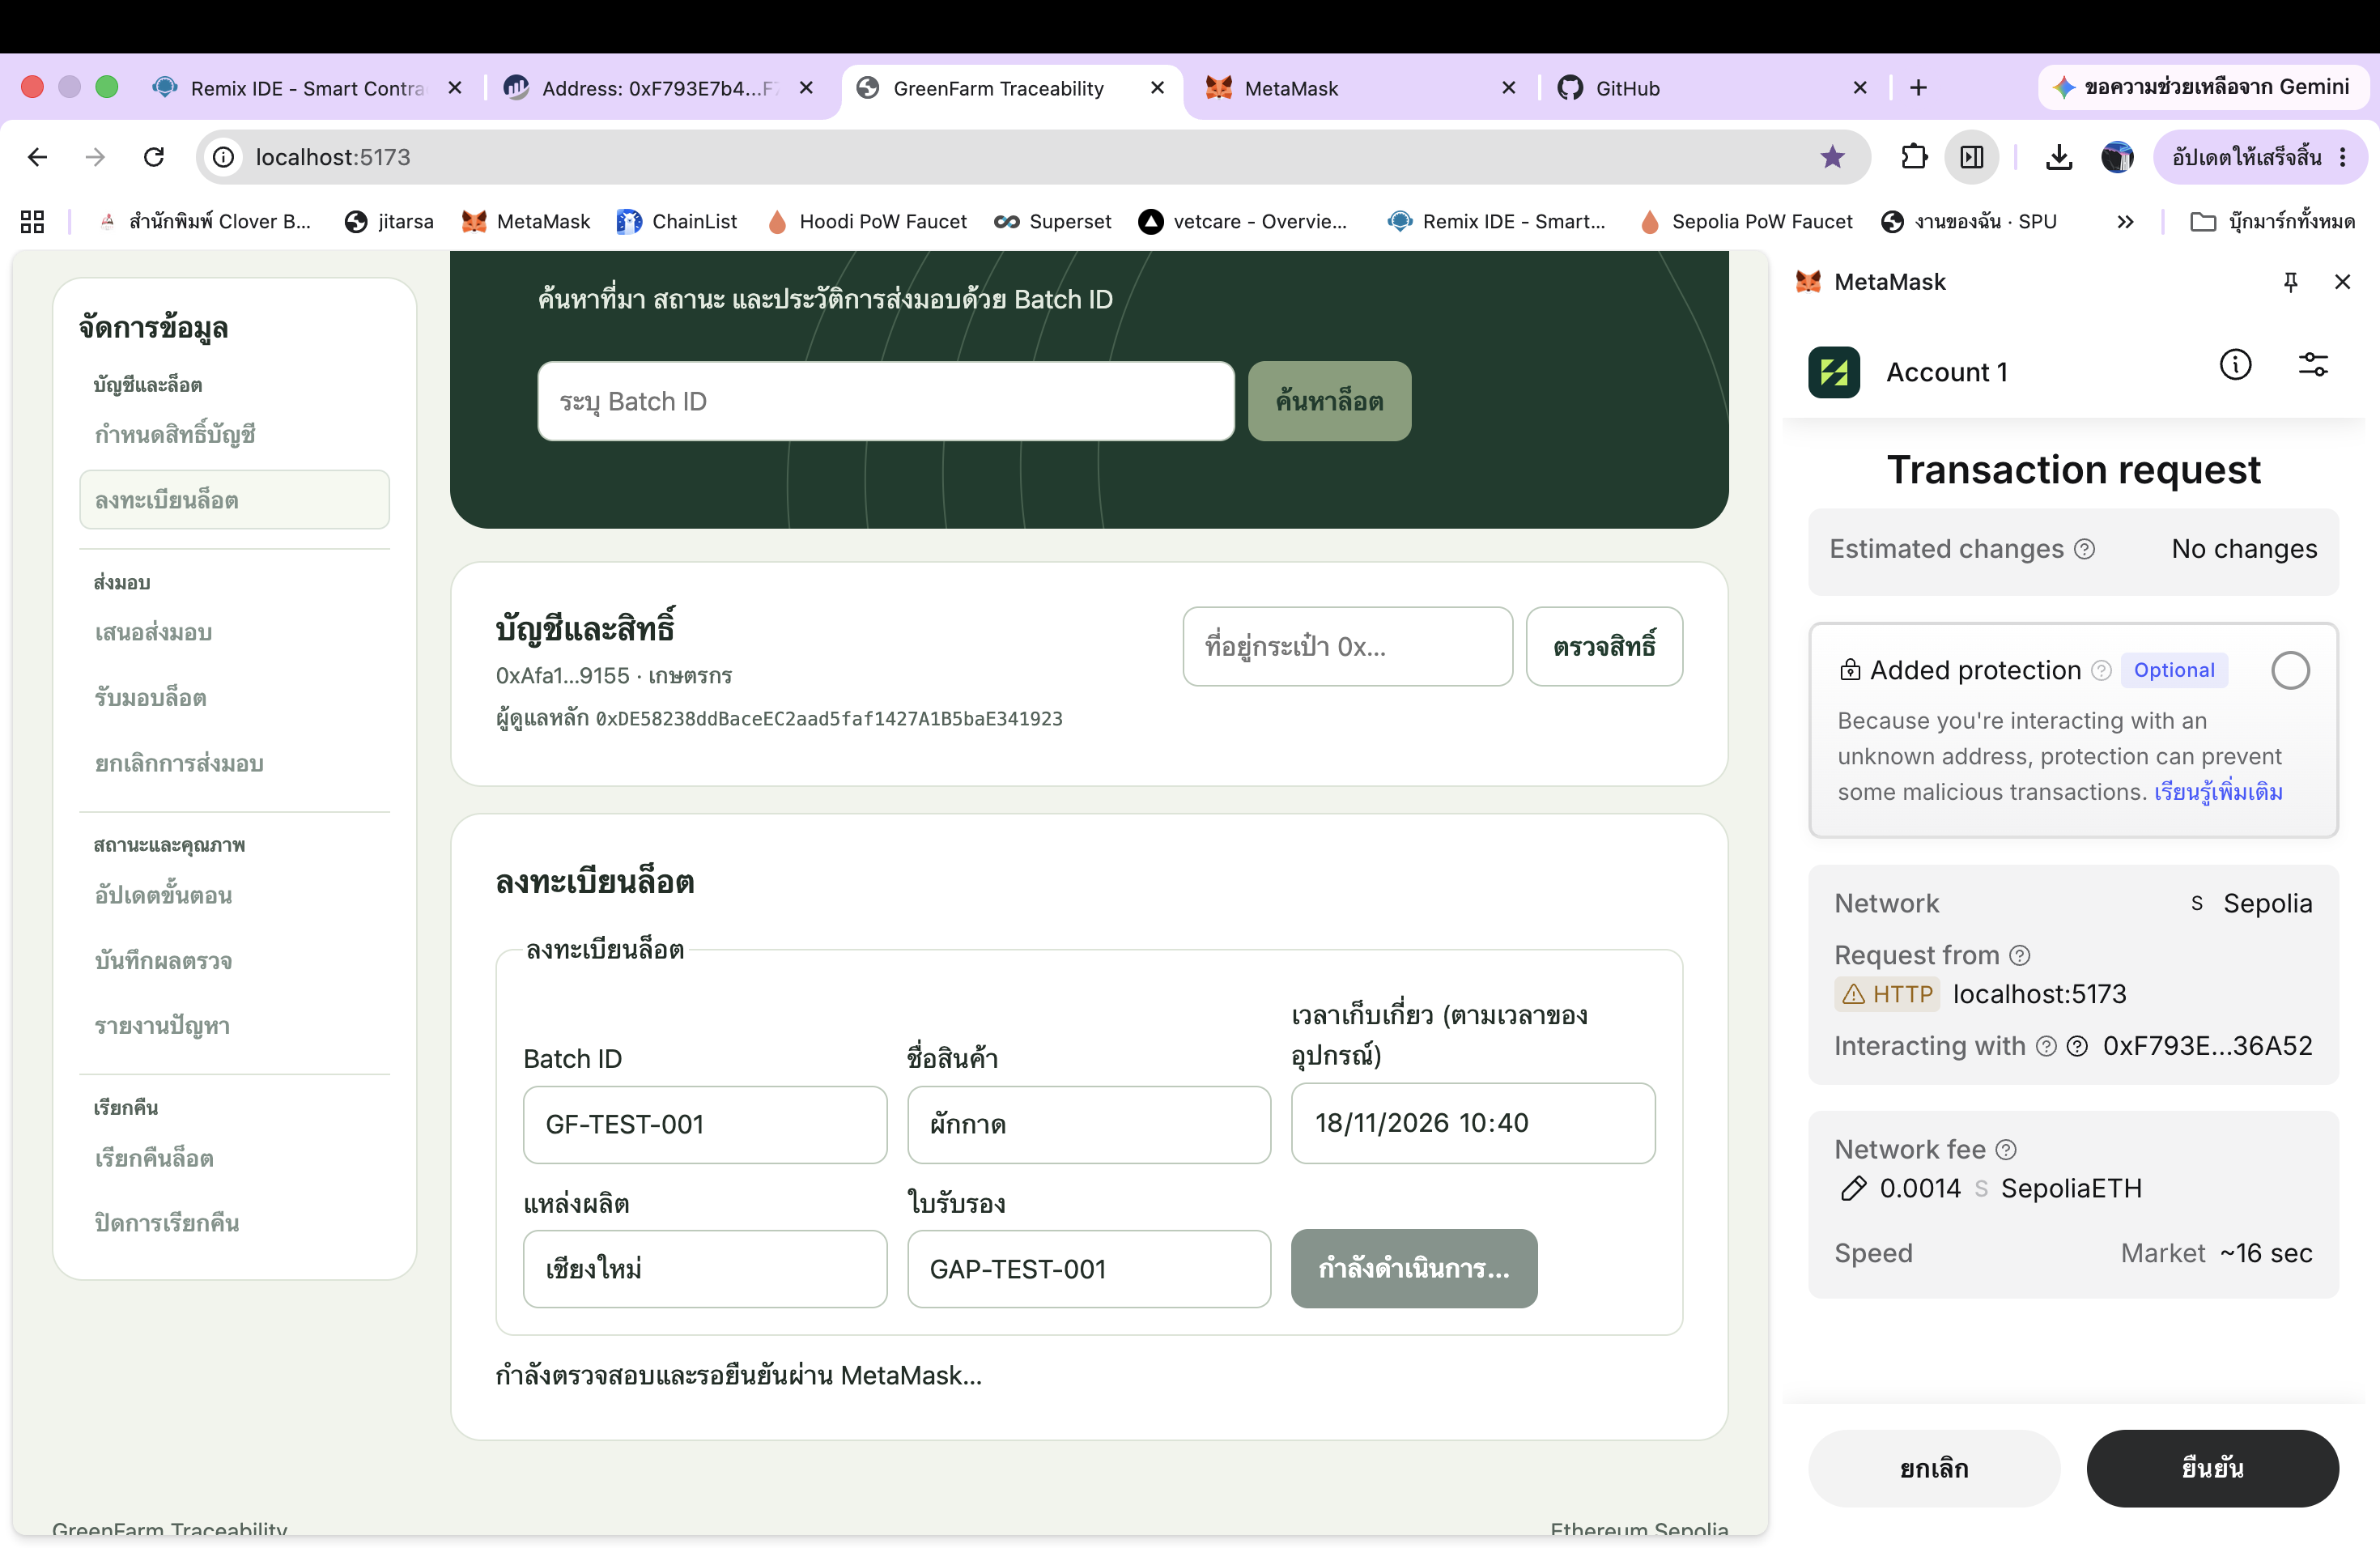 Remix IDE - Smart Contra
Address: 0xF793E7b4...F
GreenFarm Traceability
MetaMask
GitHub
ขอความช่วยเหลือจาก Gemini
localhost:5173
อัปเดตให้เสร็จสิ้น
สำนักพิมพ์ Clover B...
jitarsa
MetaMask
ChainList
Hoodi PoW Faucet
Superset
vetcare - Overvie...
Remix IDE - Smart...
Sepolia PoW Faucet
งานของฉัน · SPU
บุ๊กมาร์กทั้งหมด
จัดการข้อมูล
บัญชีและล็อต
กำหนดสิทธิ์บัญชี
ลงทะเบียนล็อต
ส่งมอบ
เสนอส่งมอบ
รับมอบล็อต
ยกเลิกการส่งมอบ
สถานะและคุณภาพ
อัปเดตขั้นตอน
บันทึกผลตรวจ
รายงานปัญหา
เรียกคืน
เรียกคืนล็อต
ปิดการเรียกคืน
ค้นหาที่มา สถานะ และประวัติการส่งมอบด้วย Batch ID
ระบุ Batch ID
ค้นหาล็อต
บัญชีและสิทธิ์
0xAfa1...9155 · เกษตรกร
ผู้ดูแลหลัก 0xDE58238ddBaceEC2aad5faf1427A1B5baE341923
ที่อยู่กระเป๋า 0x...
ตรวจสิทธิ์
ลงทะเบียนล็อต
ลงทะเบียนล็อต
Batch ID
GF-TEST-001
ชื่อสินค้า
ผักกาด
เวลาเก็บเกี่ยว (ตามเวลาของ
อุปกรณ์)
18/11/2026 10:40
แหล่งผลิต
เชียงใหม่
ใบรับรอง
GAP-TEST-001
กำลังดำเนินการ...
กำลังตรวจสอบและรอยืนยันผ่าน MetaMask...
GreenFarm Traceability
Ethereum Sepolia
MetaMask
Account 1
Transaction request
Estimated changes
No changes
Added protection
Optional
Because you're interacting with an
unknown address, protection can prevent
some malicious transactions. เรียนรู้เพิ่มเติม
Network
S Sepolia
Request from
HTTP localhost:5173
Interacting with 0xF793E...36A52
Network fee
0.0014 S SepoliaETH
Speed
Market ~16 sec
ยกเลิก
ยืนยัน